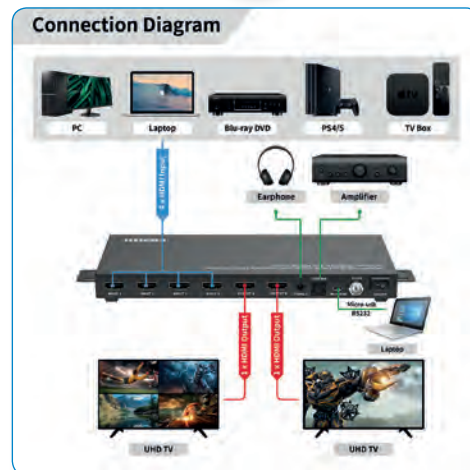 Connection Diagram
PC
Laptop
Blu-ray DVD
PS4/5
TV Box
tv
4 x HDMI Input
Earphone
Amplifier
Micro usb
RS232
Laptop
1 x HDMI Output
1 x HDMI Output
UHD TV
UHD TV